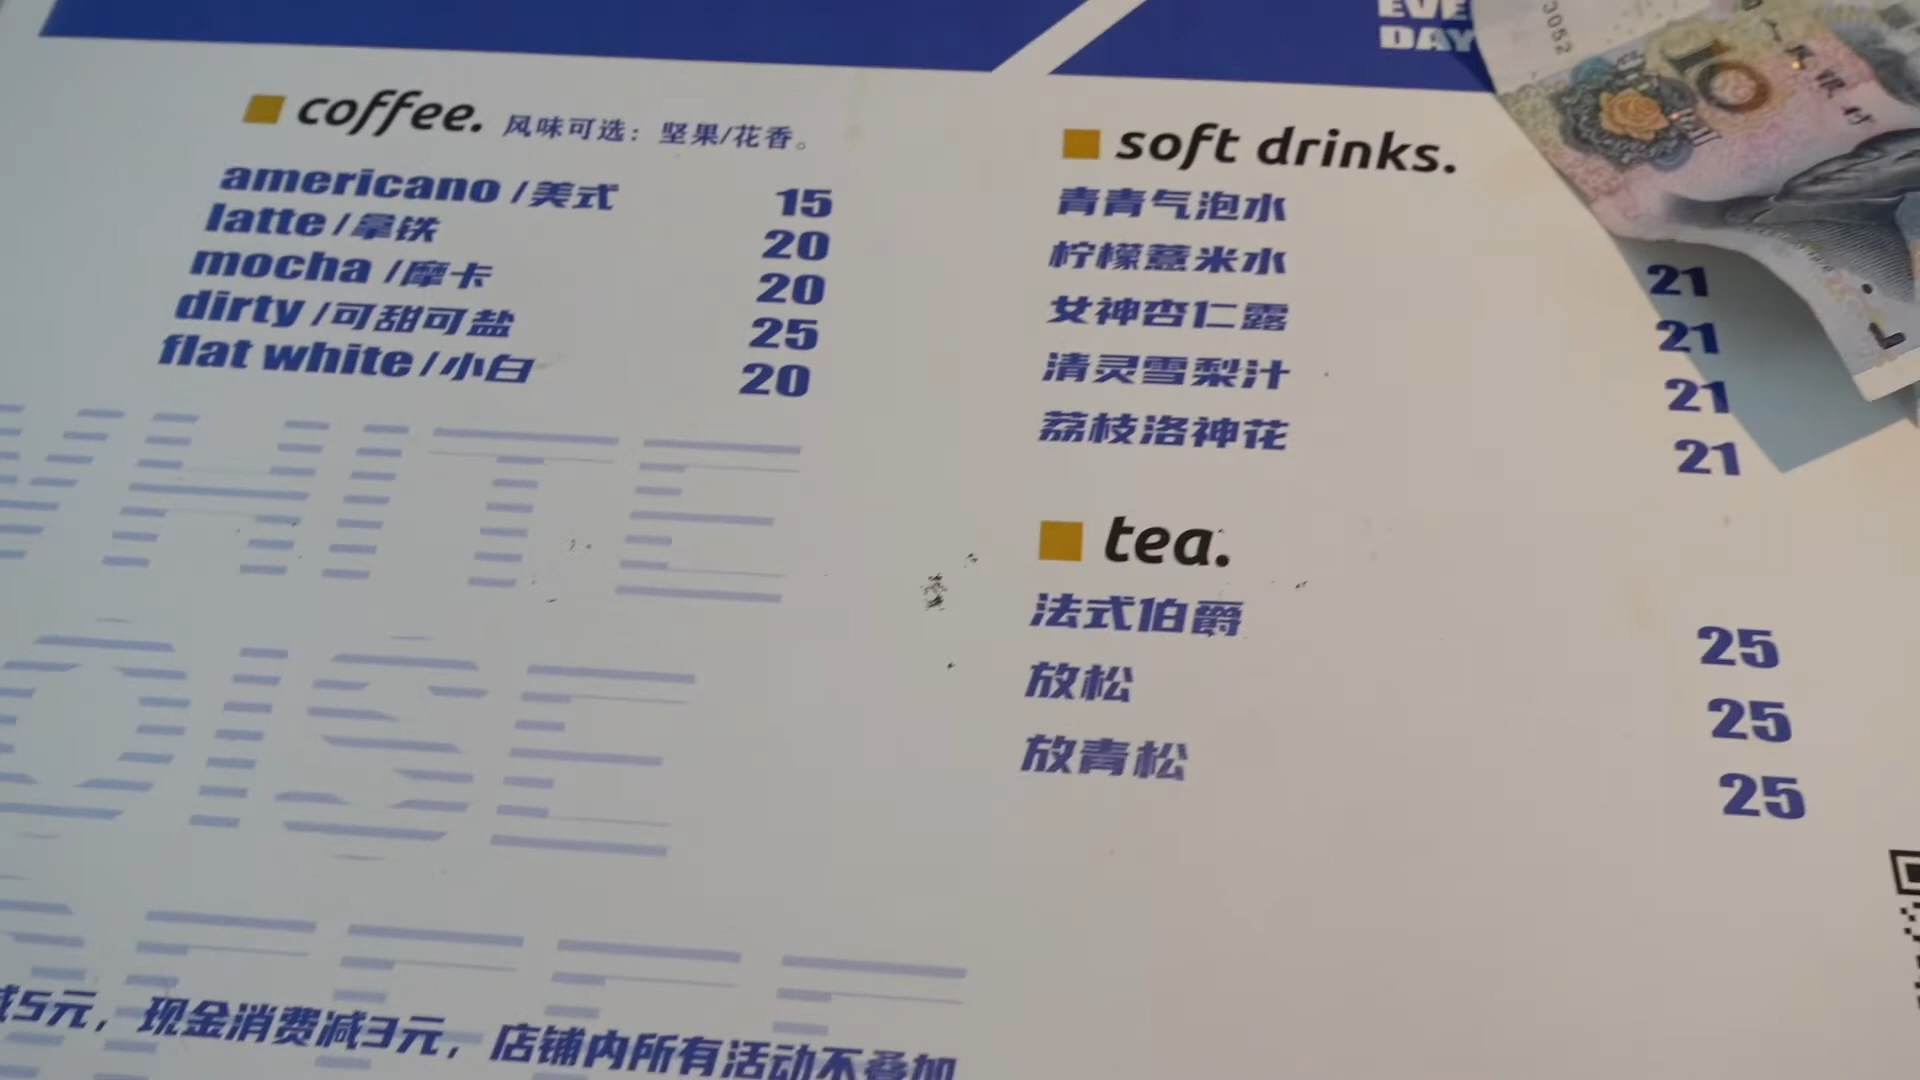 EVE
DAY
coffee. 风味可选：坚果/花香。
americano /美式 15
latte /拿铁 20
mocha /摩卡 20
dirty /可甜可盐 25
flat white /小白 20
soft drinks.
青青气泡水
柠檬薏米水 21
女神杏仁露 21
清灵雪梨汁 21
荔枝洛神花 21
tea.
法式伯爵 25
放松 25
放青松 25
WHITE
OISE
减5元，现金消费减3元，店铺内所有活动不叠加
3052
10